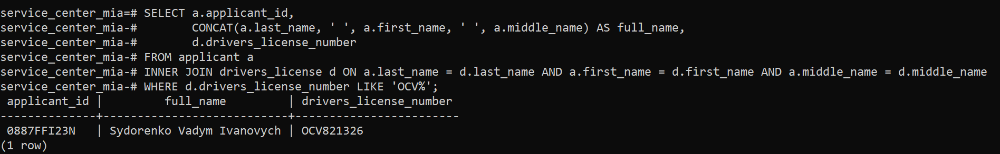 service_center_mia=# SELECT a.applicant_id,
service_center_mia-#        CONCAT(a.last_name, ' ', a.first_name, ' ', a.middle_name) AS full_name,
service_center_mia-#        d.drivers_license_number
service_center_mia-# FROM applicant a
service_center_mia-# INNER JOIN drivers_license d ON a.last_name = d.last_name AND a.first_name = d.first_name AND a.middle_name = d.middle_name
service_center_mia-# WHERE d.drivers_license_number LIKE 'OCV%';
 applicant_id |         full_name         | drivers_license_number
--------------+---------------------------+------------------------
 0887FFI23N   | Sydorenko Vadym Ivanovych | OCV821326
(1 row)